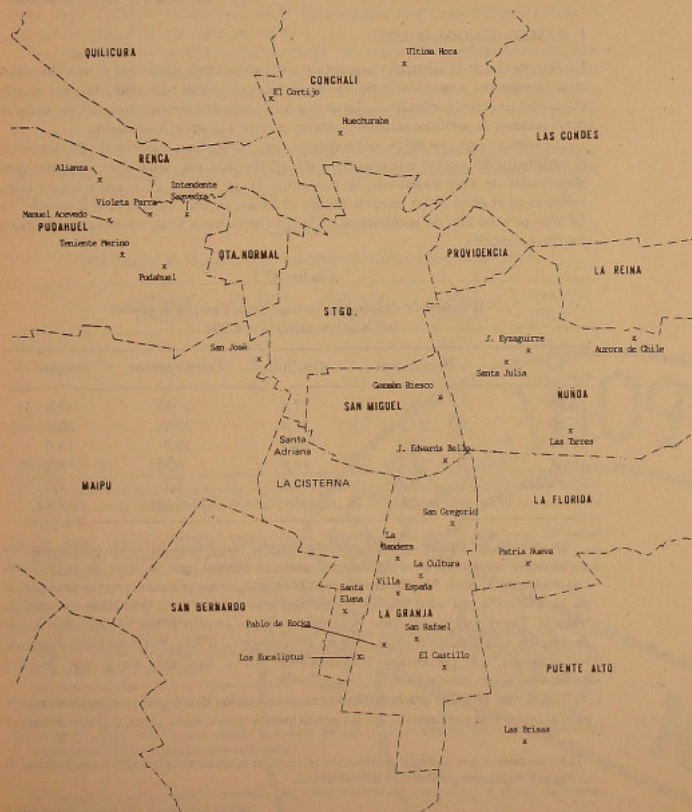 Ultima Hora
QUILICURA
CONCHALI
El Cortijo
Huechuraba
LAS CONDES
RENCA
Alianza
Intendente
Saavedra
Violeta Parra
Manuel Acevedo
PUDAHUEL
Teniente Merino
QTA. NORMAL
PROVIDENCIA
Pudahuel
LA REINA
STGO.
J. Eyzaguirre
San José
Aurora de Chile
Santa Julia
Germán Riesco
ÑUÑOA
SAN MIGUEL
Santa
Adriana
Las Torres
J. Edwards Bello
MAIPU
LA CISTERNA
LA FLORIDA
San Gregorio
La
Bandera
Patria Nueva
La Cultura
Villa España
Santa
Elena
SAN BERNARDO
LA GRANJA
Pablo de Rocka
San Rafael
Los Eucaliptus
El Castillo
PUENTE ALTO
Las Brisas